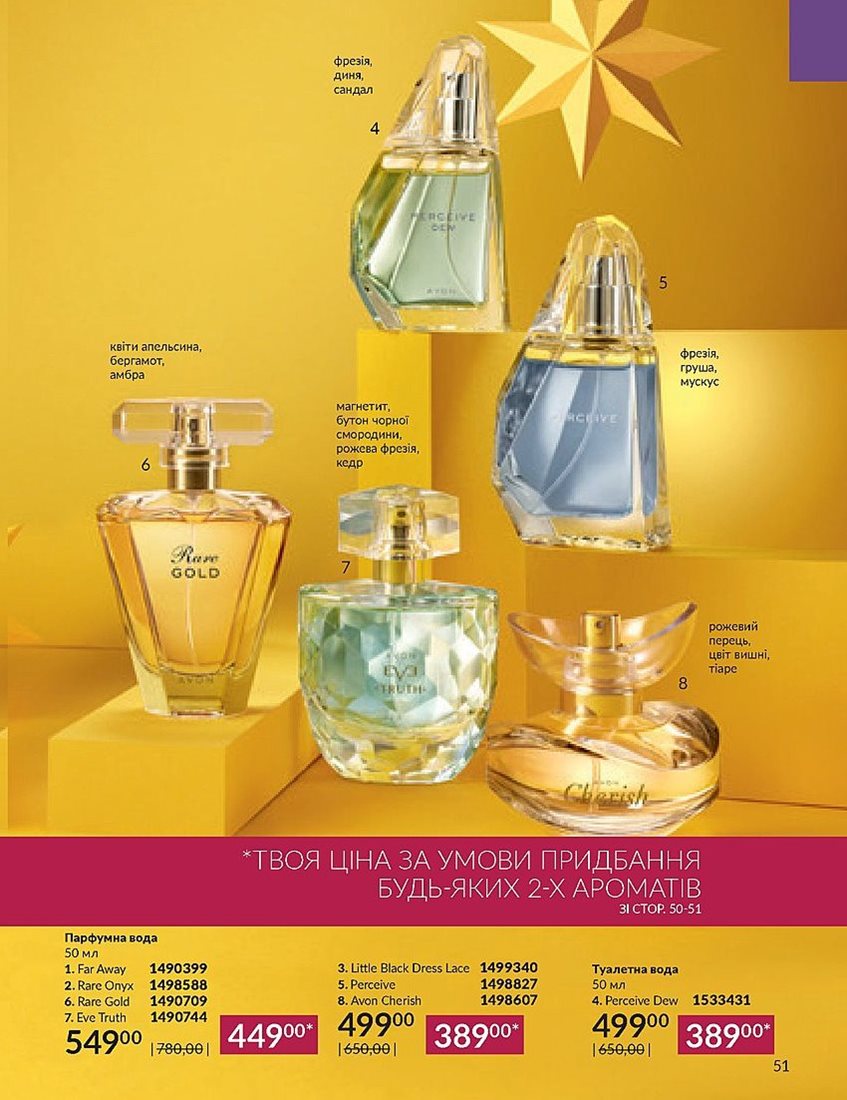 фрезія,
диня,
сандал
4
PERCEIVE
DEW
AVON
5
фрезія,
груша,
мускус
PERCEIVE
квіти апельсина,
бергамот,
амбра
6
Rare
GOLD
AVON
магнетит,
бутон чорної
смородини,
рожева фрезія,
кедр
7
AVON
EVE
TRUTH
рожевий
перець,
цвіт вишні,
тіаре
8
AVON
Cherish
*ТВОЯ ЦІНА ЗА УМОВИ ПРИДБАННЯ
БУДЬ-ЯКИХ 2-Х АРОМАТІВ
ЗІ СТОР. 50-51
Парфумна вода
50 мл
1. Far Away 1490399
2. Rare Onyx 1498588
6. Rare Gold 1490709
7. Eve Truth 1490744
54900 |780,00| 44900*
3. Little Black Dress Lace 1499340
5. Perceive 1498827
8. Avon Cherish 1498607
49900 |650,00| 38900*
Туалетна вода
50 мл
4. Perceive Dew 1533431
49900 |650,00| 38900*
51